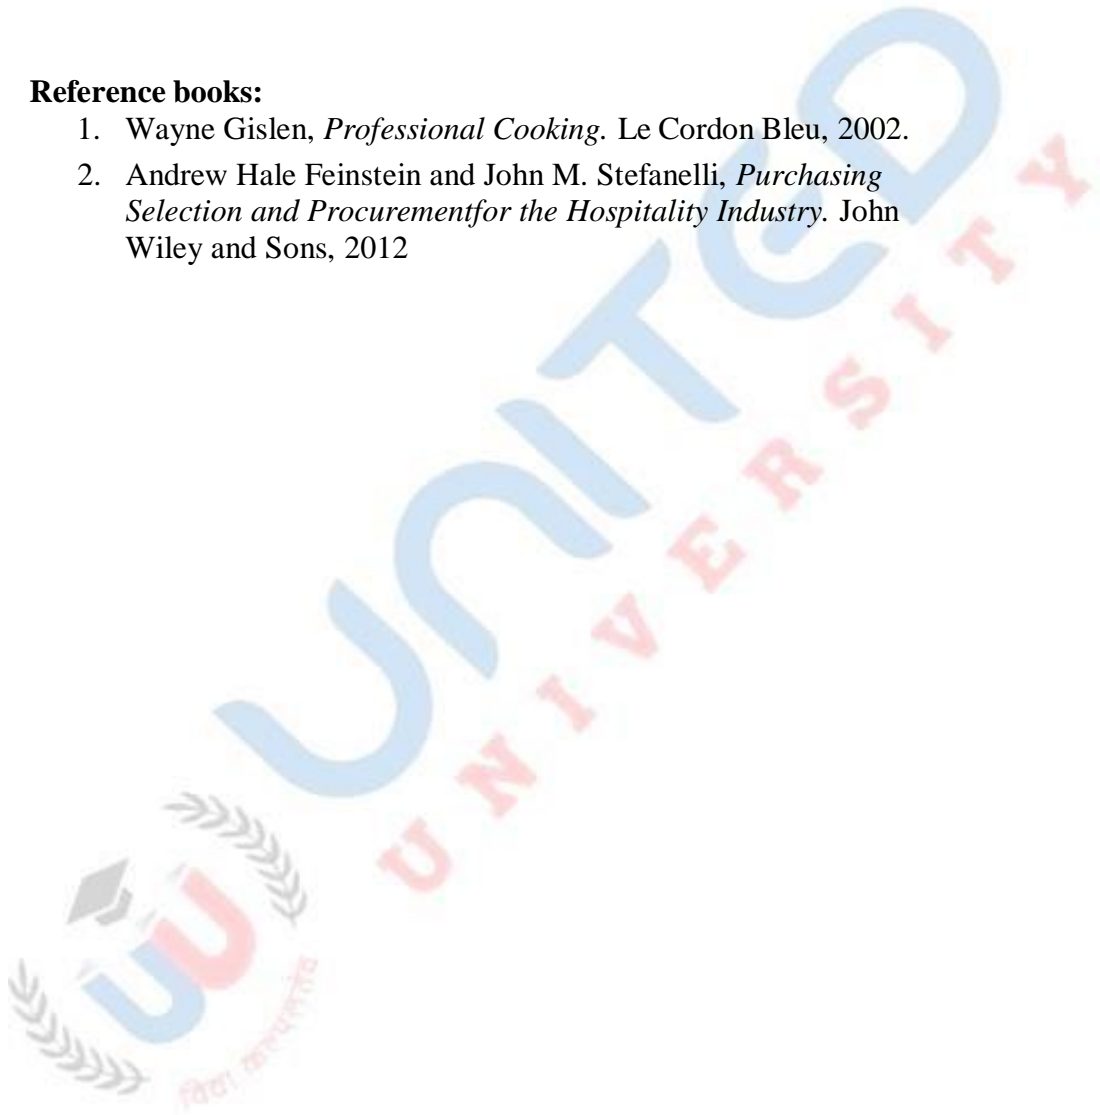 Reference books:
1. Wayne Gislen, Professional Cooking. Le Cordon Bleu, 2002.
2. Andrew Hale Feinstein and John M. Stefanelli, Purchasing
Selection and Procurementfor the Hospitality Industry. John
Wiley and Sons, 2012
UNITED
UNIVERSITY
UU